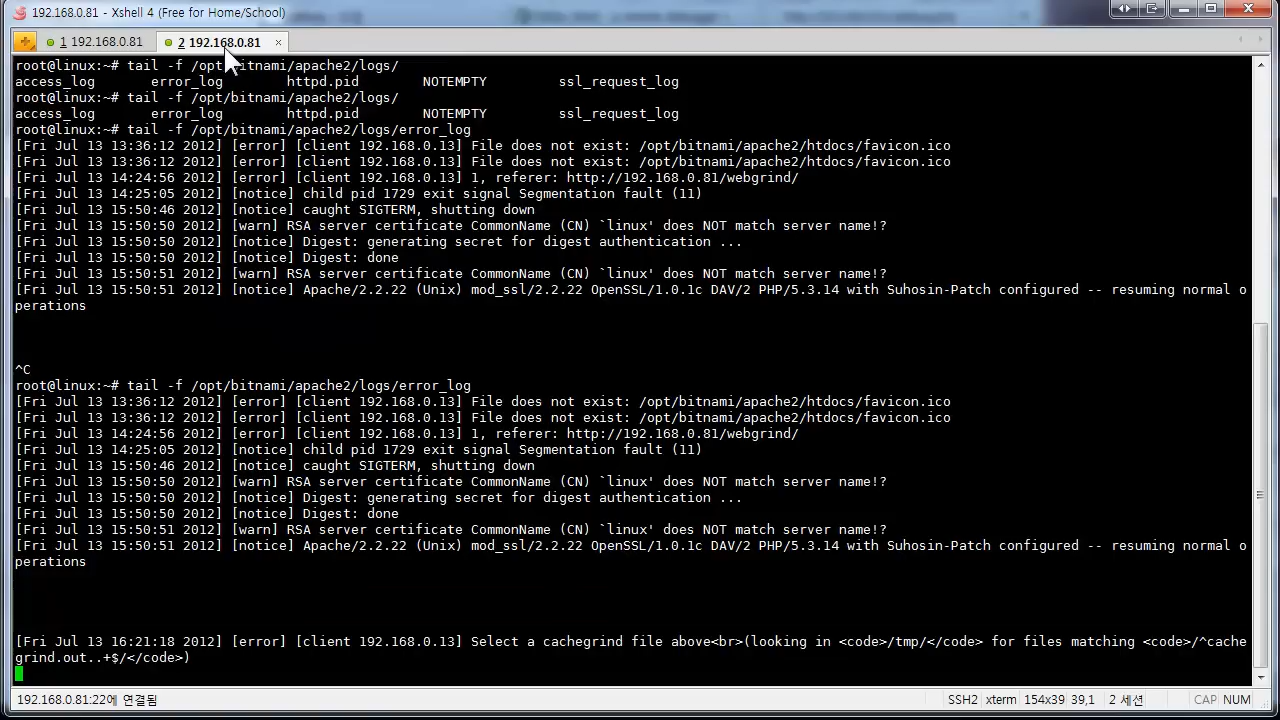 192.168.0.81 - Xshell 4 (Free for Home/School)
1 192.168.0.81
2 192.168.0.81
root@linux:~# tail -f /opt/bitnami/apache2/logs/
access_log error_log httpd.pid NOTEMPTY ssl_request_log
root@linux:~# tail -f /opt/bitnami/apache2/logs/
access_log error_log httpd.pid NOTEMPTY ssl_request_log
root@linux:~# tail -f /opt/bitnami/apache2/logs/error_log
[Fri Jul 13 13:36:12 2012] [error] [client 192.168.0.13] File does not exist: /opt/bitnami/apache2/htdocs/favicon.ico
[Fri Jul 13 13:36:12 2012] [error] [client 192.168.0.13] File does not exist: /opt/bitnami/apache2/htdocs/favicon.ico
[Fri Jul 13 14:24:56 2012] [error] [client 192.168.0.13] 1, referer: http://192.168.0.81/webgrind/
[Fri Jul 13 14:25:05 2012] [notice] child pid 1729 exit signal Segmentation fault (11)
[Fri Jul 13 15:50:46 2012] [notice] caught SIGTERM, shutting down
[Fri Jul 13 15:50:50 2012] [warn] RSA server certificate CommonName (CN) `linux' does NOT match server name!?
[Fri Jul 13 15:50:50 2012] [notice] Digest: generating secret for digest authentication ...
[Fri Jul 13 15:50:50 2012] [notice] Digest: done
[Fri Jul 13 15:50:51 2012] [warn] RSA server certificate CommonName (CN) `linux' does NOT match server name!?
[Fri Jul 13 15:50:51 2012] [notice] Apache/2.2.22 (Unix) mod_ssl/2.2.22 OpenSSL/1.0.1c DAV/2 PHP/5.3.14 with Suhosin-Patch configured -- resuming normal o
perations
^C
root@linux:~# tail -f /opt/bitnami/apache2/logs/error_log
[Fri Jul 13 13:36:12 2012] [error] [client 192.168.0.13] File does not exist: /opt/bitnami/apache2/htdocs/favicon.ico
[Fri Jul 13 13:36:12 2012] [error] [client 192.168.0.13] File does not exist: /opt/bitnami/apache2/htdocs/favicon.ico
[Fri Jul 13 14:24:56 2012] [error] [client 192.168.0.13] 1, referer: http://192.168.0.81/webgrind/
[Fri Jul 13 14:25:05 2012] [notice] child pid 1729 exit signal Segmentation fault (11)
[Fri Jul 13 15:50:46 2012] [notice] caught SIGTERM, shutting down
[Fri Jul 13 15:50:50 2012] [warn] RSA server certificate CommonName (CN) `linux' does NOT match server name!?
[Fri Jul 13 15:50:50 2012] [notice] Digest: generating secret for digest authentication ...
[Fri Jul 13 15:50:50 2012] [notice] Digest: done
[Fri Jul 13 15:50:51 2012] [warn] RSA server certificate CommonName (CN) `linux' does NOT match server name!?
[Fri Jul 13 15:50:51 2012] [notice] Apache/2.2.22 (Unix) mod_ssl/2.2.22 OpenSSL/1.0.1c DAV/2 PHP/5.3.14 with Suhosin-Patch configured -- resuming normal o
perations
[Fri Jul 13 16:21:18 2012] [error] [client 192.168.0.13] Select a cachegrind file above<br>(looking in <code>/tmp/</code> for files matching <code>/^cache
grind.out..+$/</code>)
192.168.0.81:22에 연결됨 SSH2 xterm 154x39 39,1 2 세션 CAP NUM